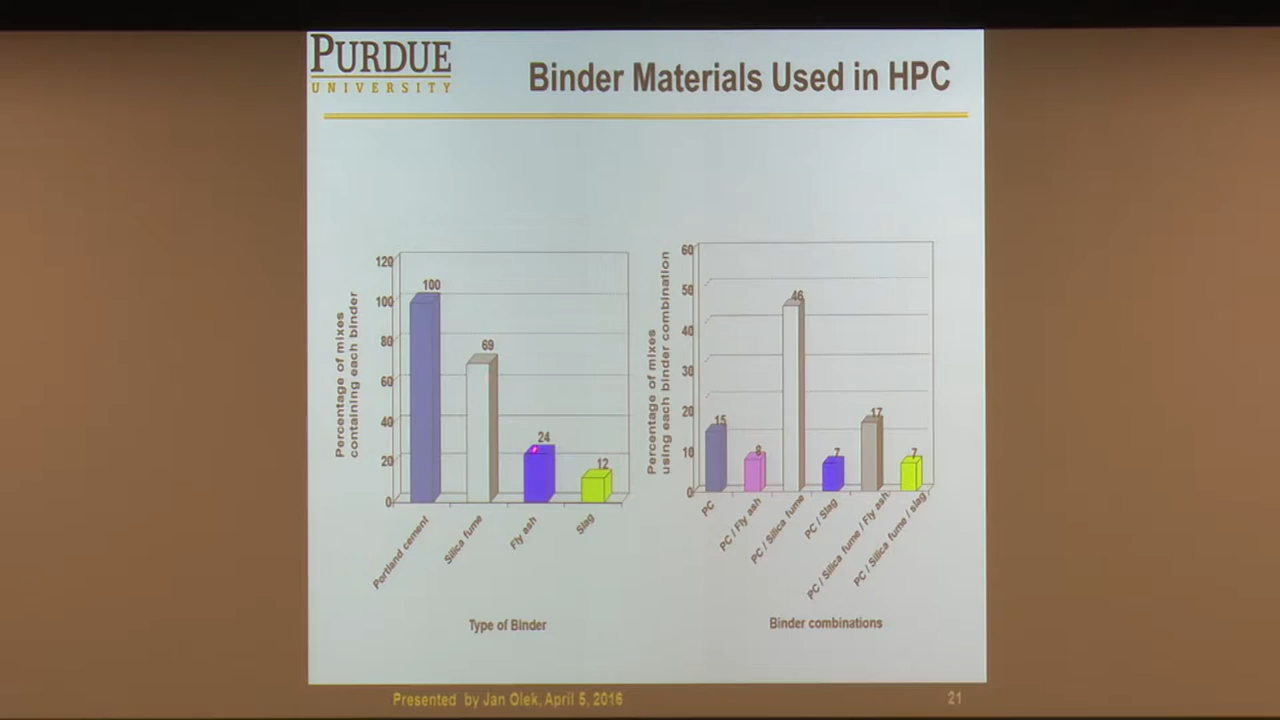 PURDUE
UNIVERSITY
Binder Materials Used in HPC
Percentage of mixes
containing each binder
120
100
80
60
40
20
0
100
69
24
12
Portland cement
Silica fume
Fly ash
Slag
Type of Binder
Percentage of mixes
using each binder combination
60
50
40
30
20
10
0
15
8
46
7
17
7
PC
PC / Fly ash
PC / Silica fume
PC / Slag
PC / Silica fume / Fly ash
PC / Silica fume / slag
Binder combinations
Presented by Jan Olek, April 5, 2016
21